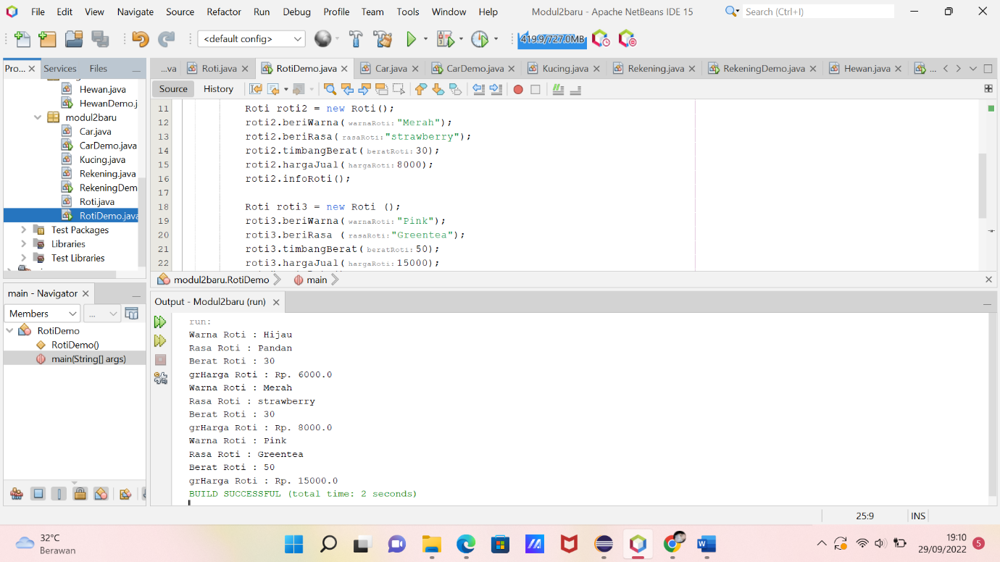 File Edit View Navigate Source Refactor Run Debug Profile Team Tools Window Help Modul2baru - Apache NetBeans IDE 15 Search (Ctrl+I)
<default config> 419.9/727.0MB
Pro... Services Files
...va Roti.java RotiDemo.java Car.java CarDemo.java Kucing.java Rekening.java RekeningDemo.java Hewan.java ...
Source History
Hewan.java
HewanDemo.j
modul2baru
Car.java
CarDemo.java
Kucing.java
Rekening.java
RekeningDem
Roti.java
RotiDemo.java
Test Packages
Libraries
Test Libraries
11 Roti roti2 = new Roti();
12 roti2.beriWarna( warnaRoti: "Merah");
13 roti2.beriRasa( rasaRoti: "strawberry");
14 roti2.timbangBerat( beratRoti: 30);
15 roti2.hargaJual( hargaRoti: 8000);
16 roti2.infoRoti();
17
18 Roti roti3 = new Roti ();
19 roti3.beriWarna( warnaRoti: "Pink");
20 roti3.beriRasa ( rasaRoti: "Greentea");
21 roti3.timbangBerat( beratRoti: 50);
22 roti3.hargaJual( hargaRoti: 15000);
modul2baru.RotiDemo main
main - Navigator
Members ...
RotiDemo
RotiDemo()
main(String[] args)
Output - Modul2baru (run)
run:
Warna Roti : Hijau
Rasa Roti : Pandan
Berat Roti : 30
grHarga Roti : Rp. 6000.0
Warna Roti : Merah
Rasa Roti : strawberry
Berat Roti : 30
grHarga Roti : Rp. 8000.0
Warna Roti : Pink
Rasa Roti : Greentea
Berat Roti : 50
grHarga Roti : Rp. 15000.0
BUILD SUCCESSFUL (total time: 2 seconds)
25:9 INS
32°C
Berawan
19:10
29/09/2022
5